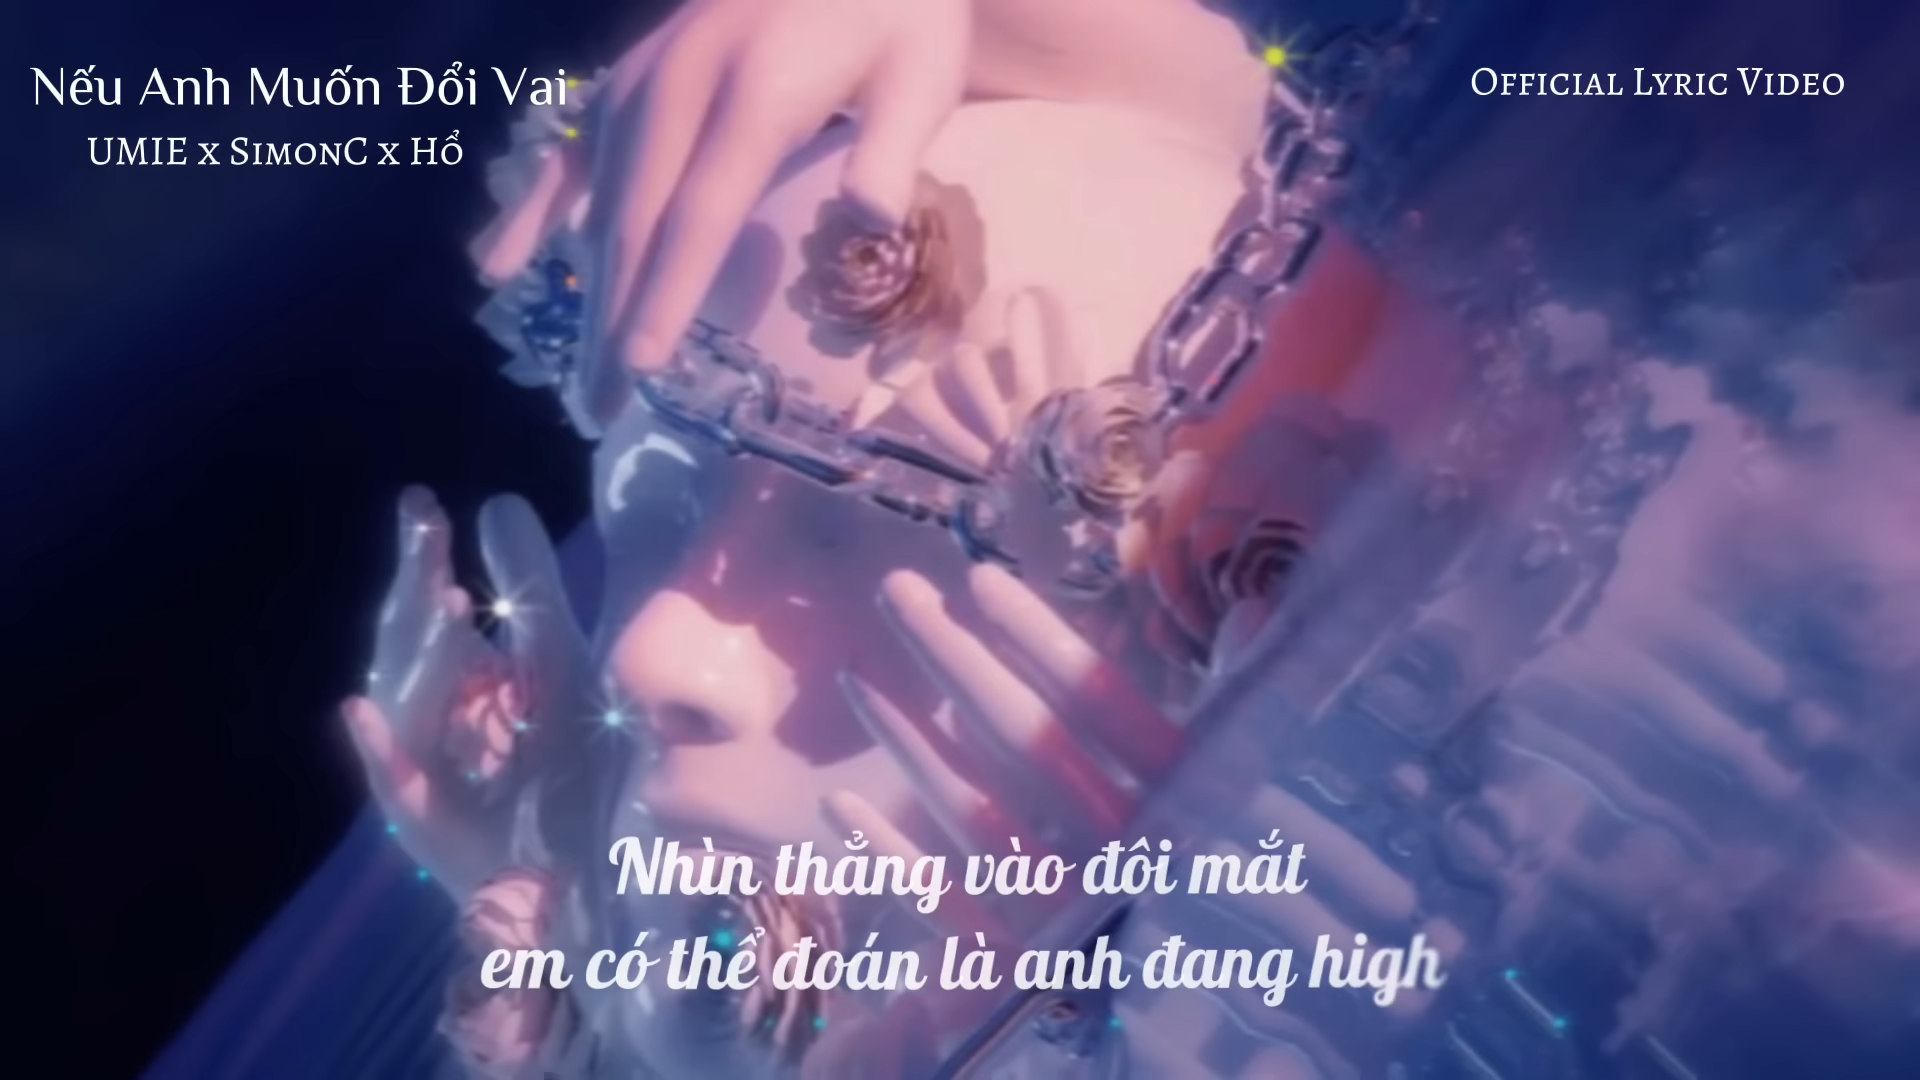 Nếu Anh Muốn Đổi Vai
UMIE x SimonC x Hổ
Official Lyric Video
Nhìn thẳng vào đôi mắt
em có thể đoán là anh đang high